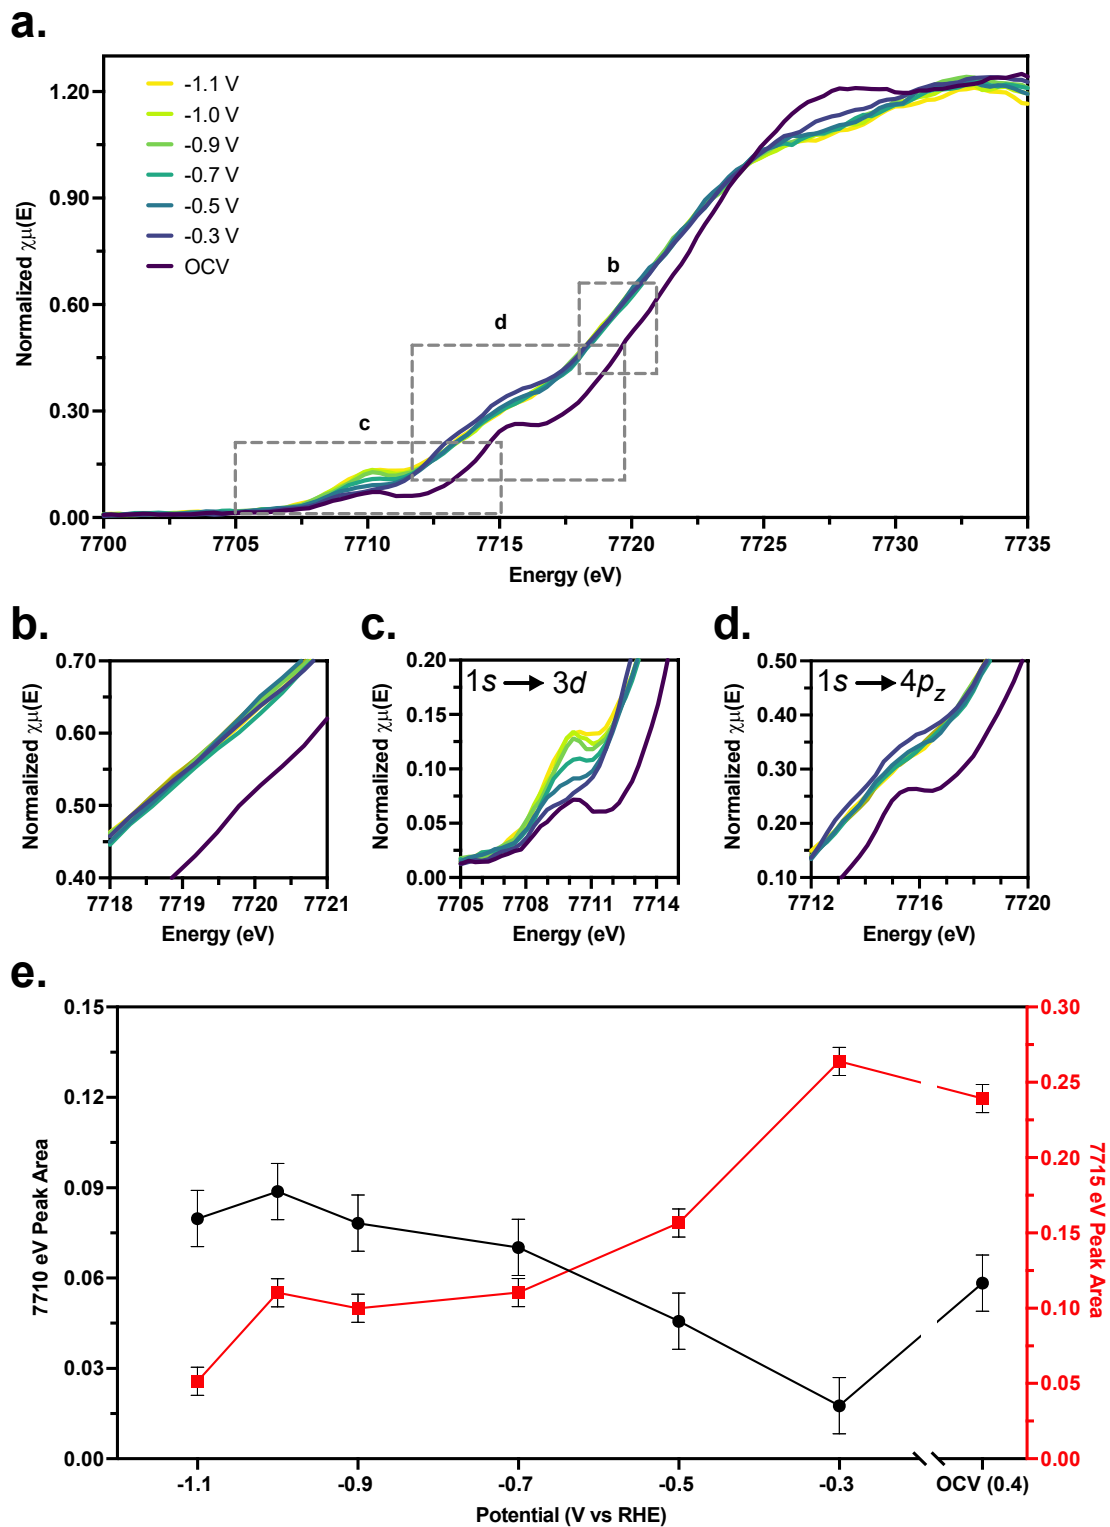 a.
Normalized χμ(E)
1.20
0.90
0.60
0.30
0.00
-1.1 V
-1.0 V
-0.9 V
-0.7 V
-0.5 V
-0.3 V
OCV
b
d
c
7700 7705 7710 7715 7720 7725 7730 7735
Energy (eV)
b.
Normalized χμ(E)
0.70
0.60
0.50
0.40
7718 7719 7720 7721
Energy (eV)
c.
Normalized χμ(E)
0.20
0.15
0.10
0.05
0.00
1s → 3d
7705 7708 7711 7714
Energy (eV)
d.
Normalized χμ(E)
0.50
0.40
0.30
0.20
0.10
1s → 4p_z
7712 7716 7720
Energy (eV)
e.
7710 eV Peak Area
0.15
0.12
0.09
0.06
0.03
0.00
0.30
0.25
0.20
0.15
0.10
0.05
0.00
7715 eV Peak Area
-1.1 -0.9 -0.7 -0.5 -0.3 OCV (0.4)
Potential (V vs RHE)